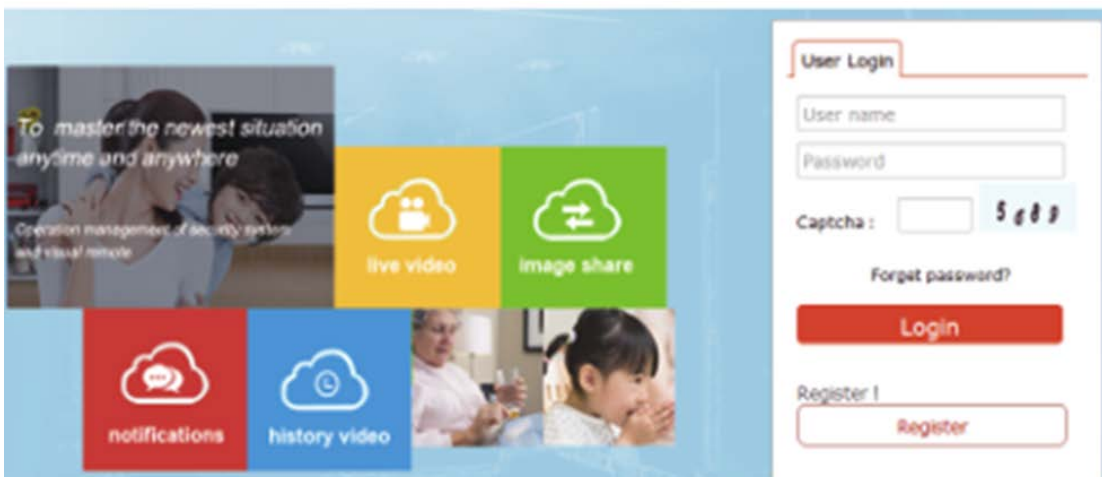 To master the newest situation
anytime and anywhere
Operation management of security system
and visual remote
live video
image share
notifications
history video
User Login
User name
Password
Captcha :
Forget password?
Login
Register !
Register